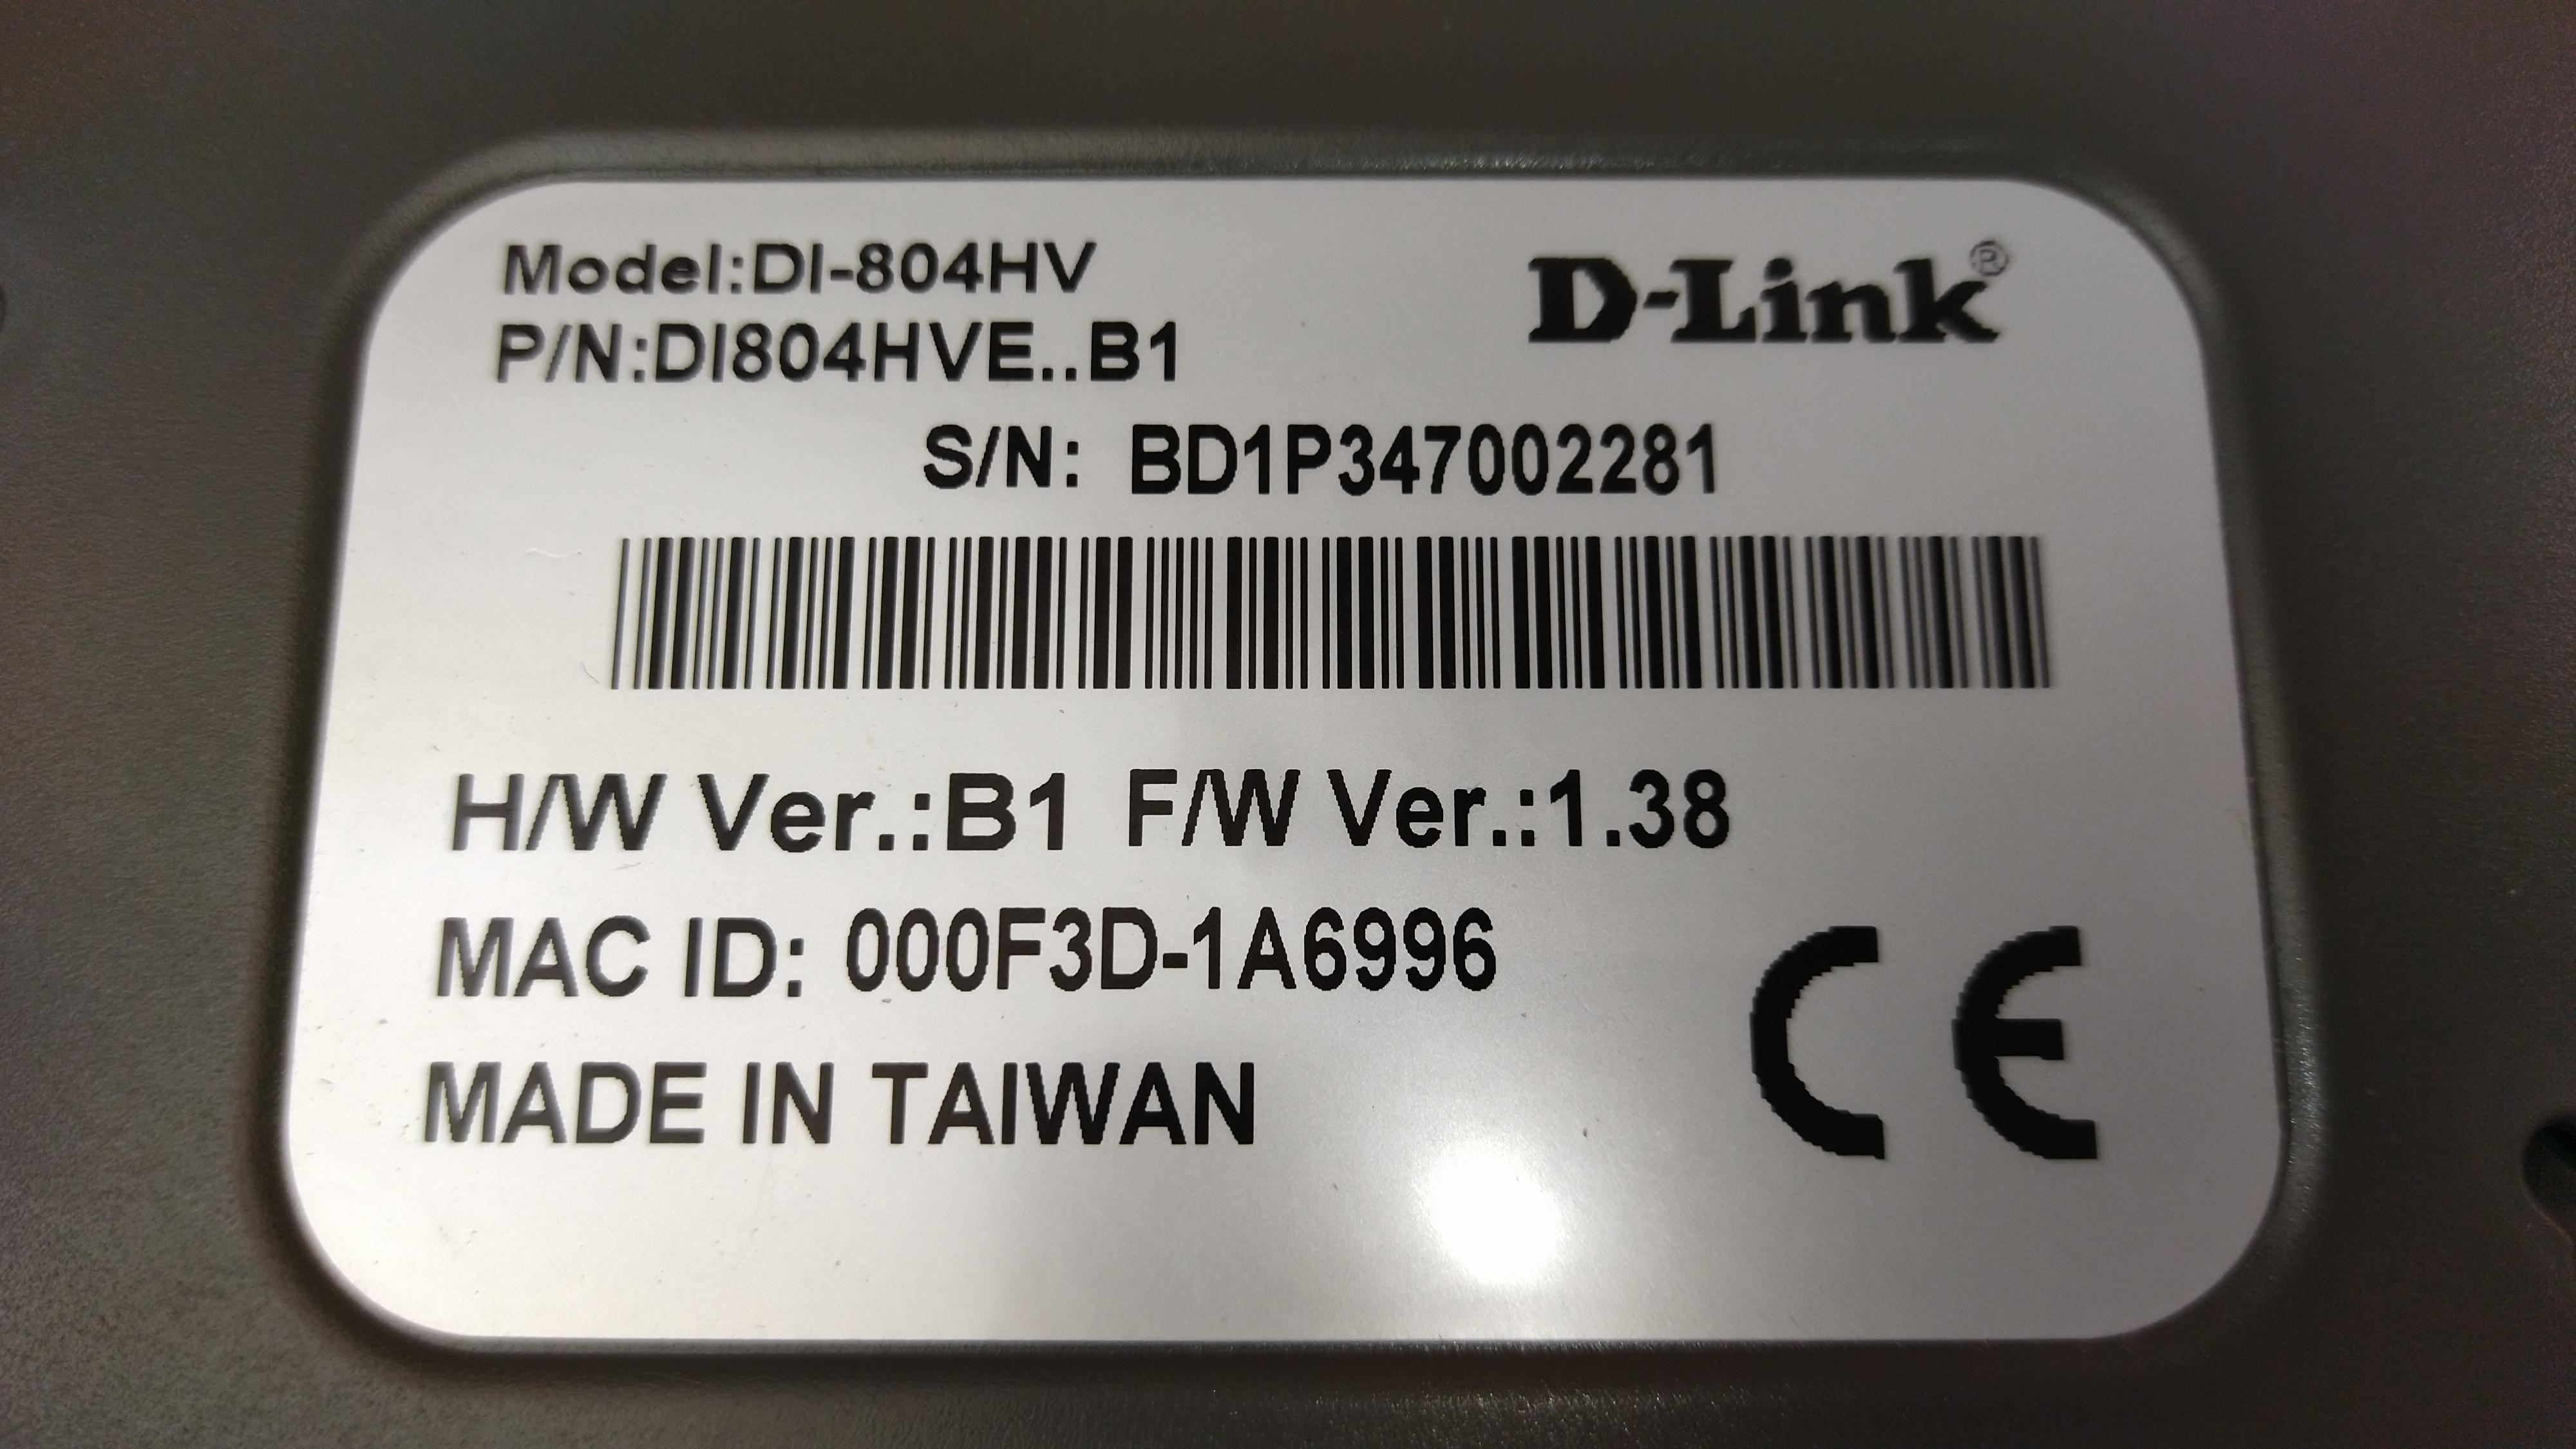 Model:DI-804HV
D-Link®
P/N:DI804HVE..B1
S/N: BD1P347002281
H/W Ver.:B1 F/W Ver.:1.38
MAC ID: 000F3D-1A6996
MADE IN TAIWAN
CE